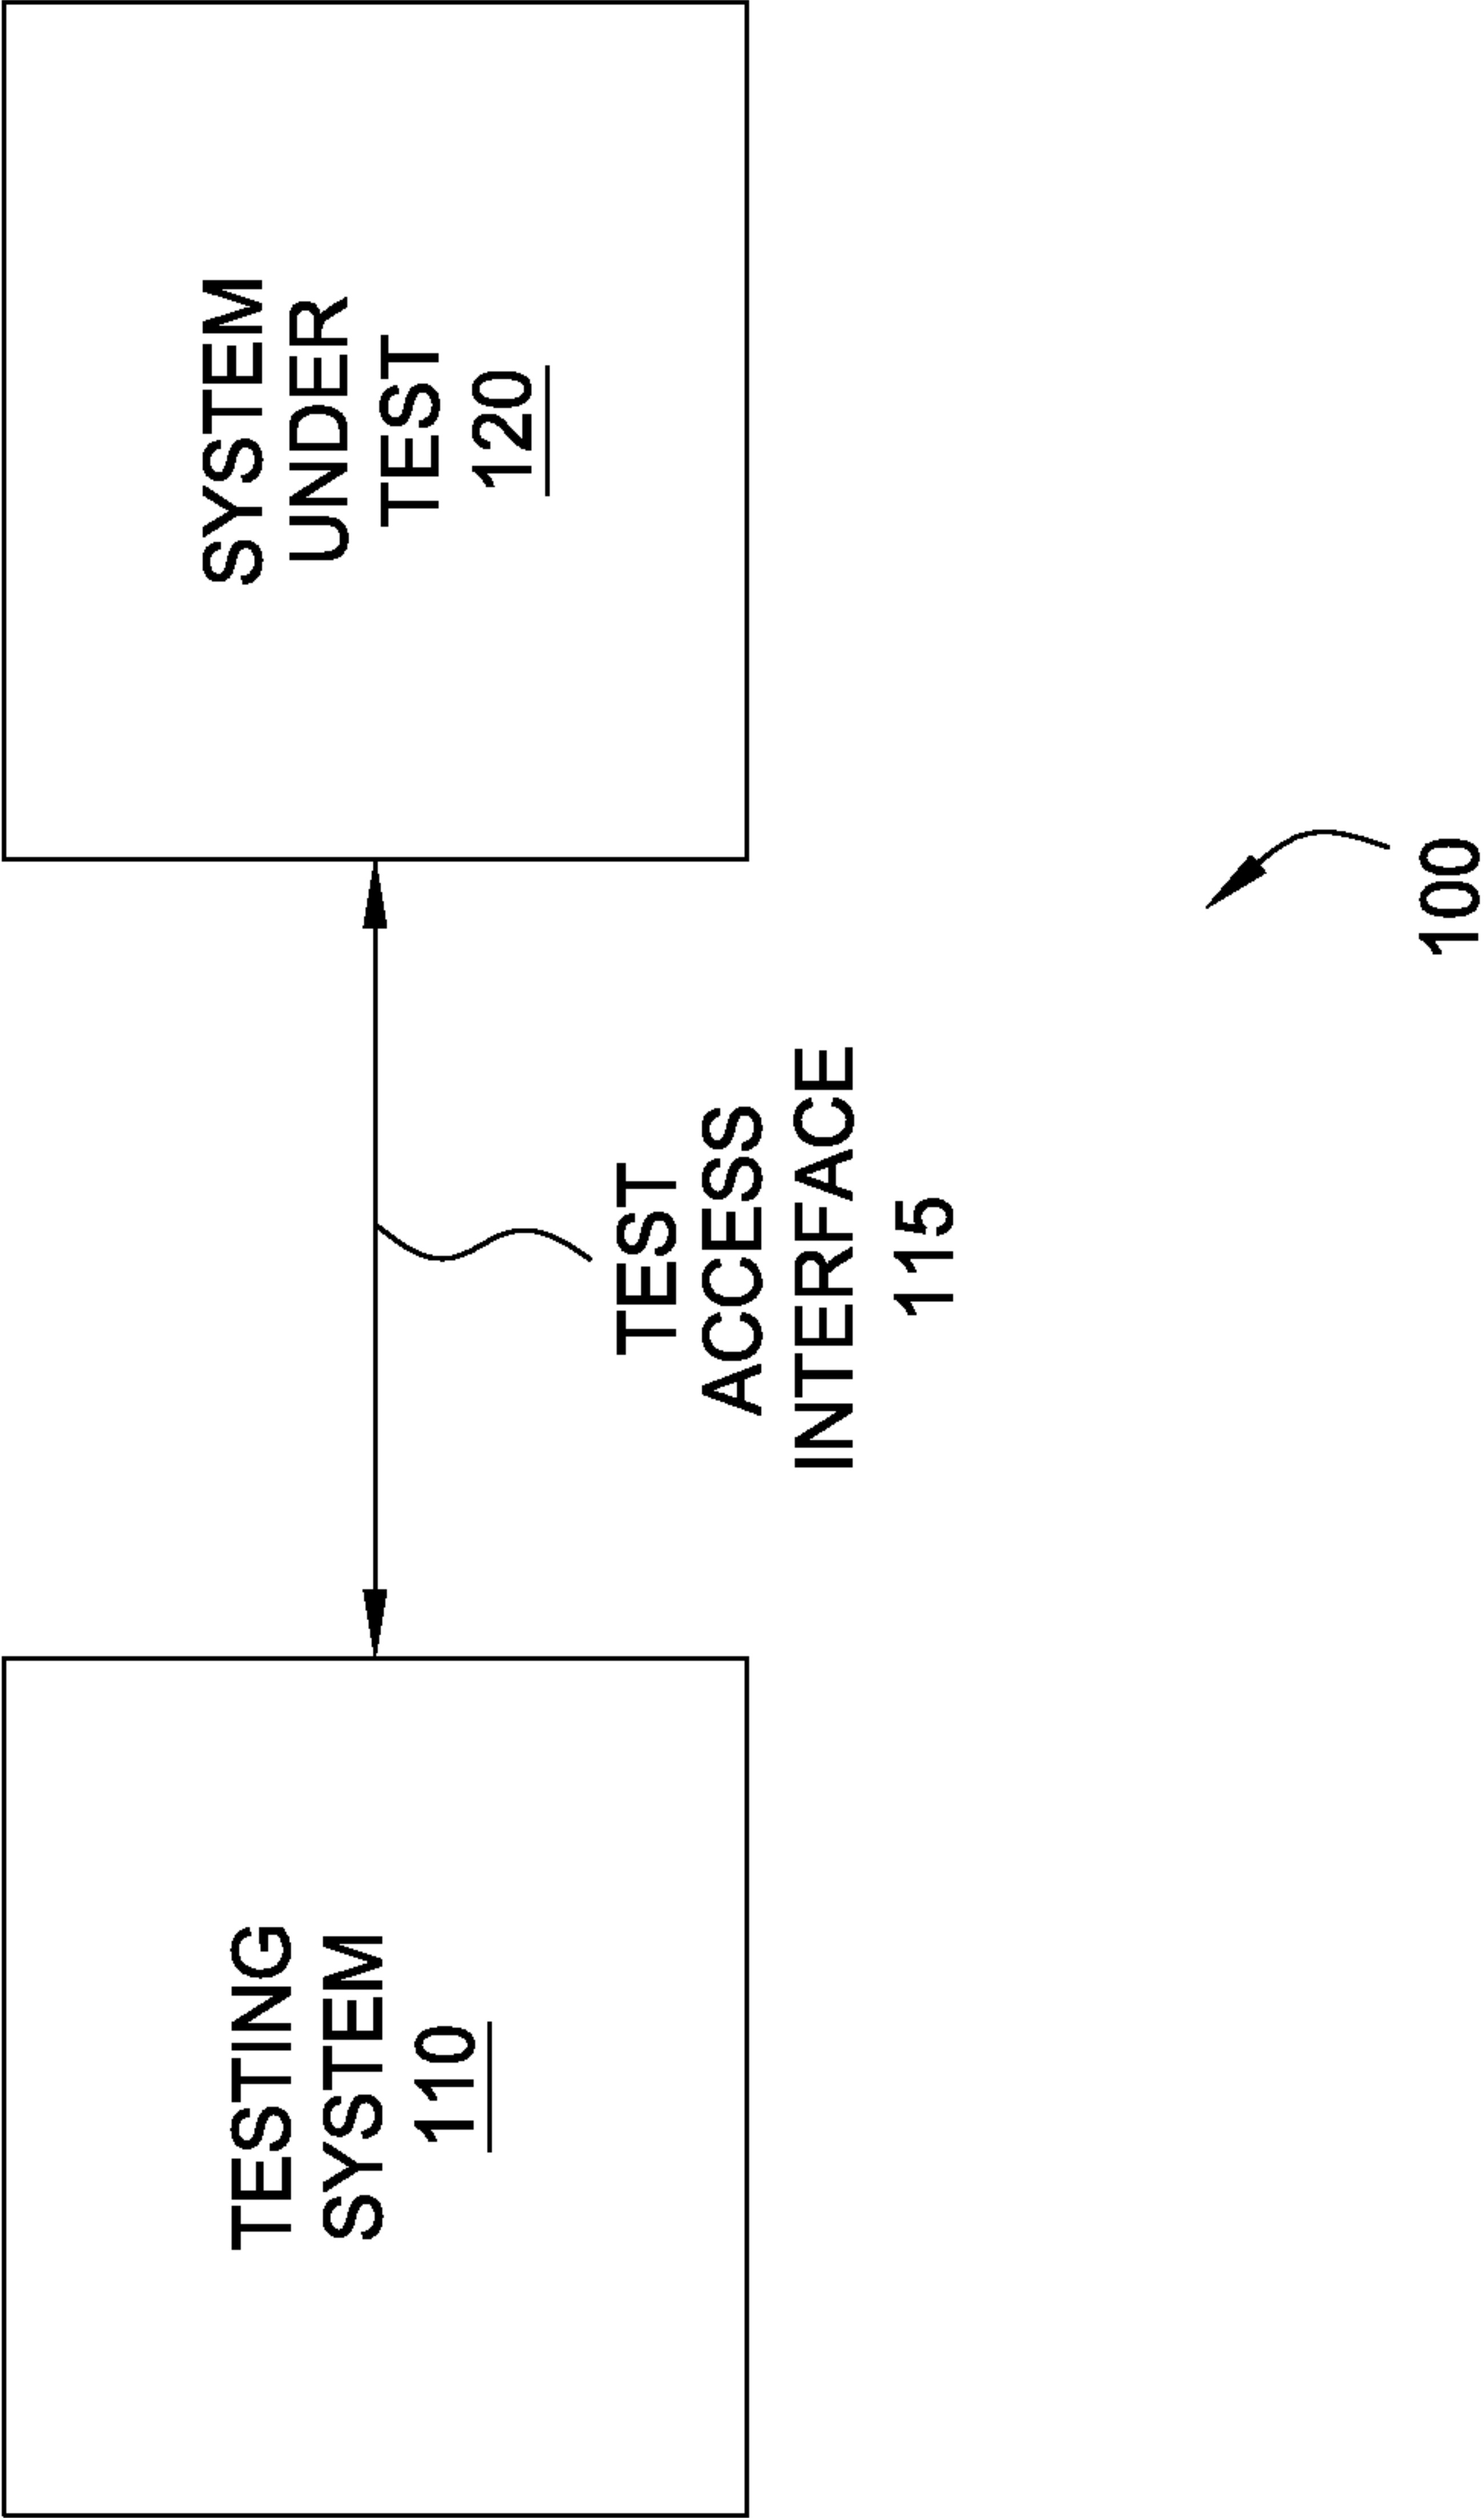 TESTING
SYSTEM
110
TEST
ACCESS
INTERFACE
115
SYSTEM
UNDER
TEST
120
100